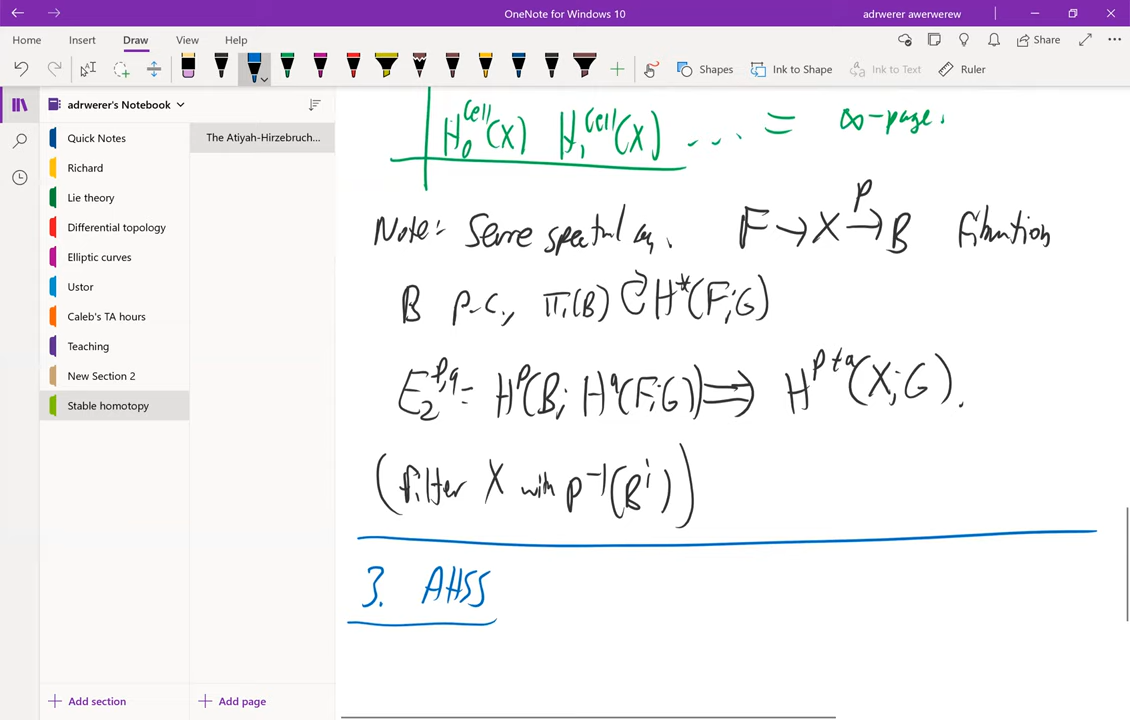 OneNote for Windows 10
adrwerer awerwerew
Home Insert Draw View Help
Share
Shapes Ink to Shape Ink to Text Ruler
adrwerer's Notebook
Quick Notes
Richard
Lie theory
Differential topology
Elliptic curves
Ustor
Caleb's TA hours
Teaching
New Section 2
Stable homotopy
Add section
The Atiyah-Hirzebruch...
Add page
H₀^Cell(X) H₁^Cell(X) .... = ∞-page.
Note: Serre spectral seq. F → X →^p B fibration
B p-c., π₁(B) ↻ H*(F;G)
E₂^{p,q} = H^p(B; H^q(F;G)) ⟹ H^{p+q}(X;G).
(filter X with p⁻¹(B^i))
3. AHSS